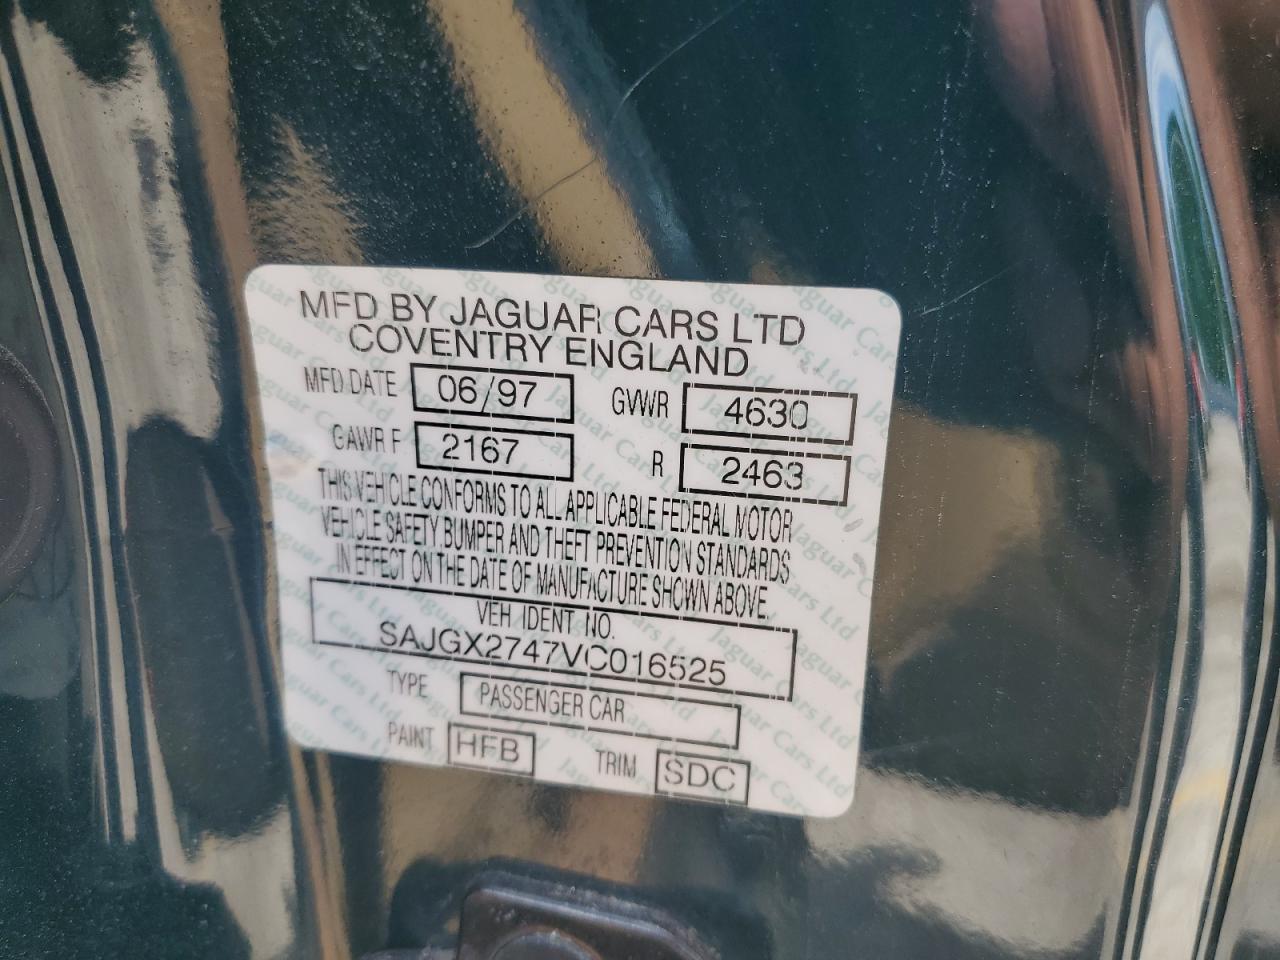 MFD BY JAGUAR CARS LTD
COVENTRY ENGLAND
MFD DATE 06/97 GVWR 4630
GAWR F 2167 R 2463
THIS VEHICLE CONFORMS TO ALL APPLICABLE FEDERAL MOTOR
VEHICLE SAFETY, BUMPER AND THEFT PREVENTION STANDARDS
IN EFFECT ON THE DATE OF MANUFACTURE SHOWN ABOVE.
VEH IDENT NO.
SAJGX2747VC016525
TYPE PASSENGER CAR
PAINT HFB TRIM SDC